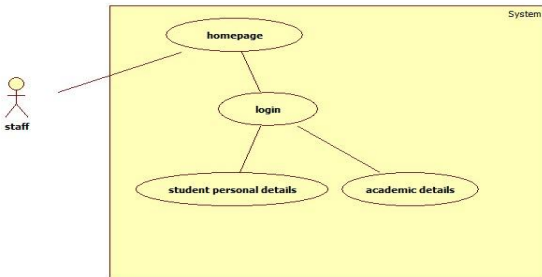 System
homepage
staff
login
student personal details
academic details